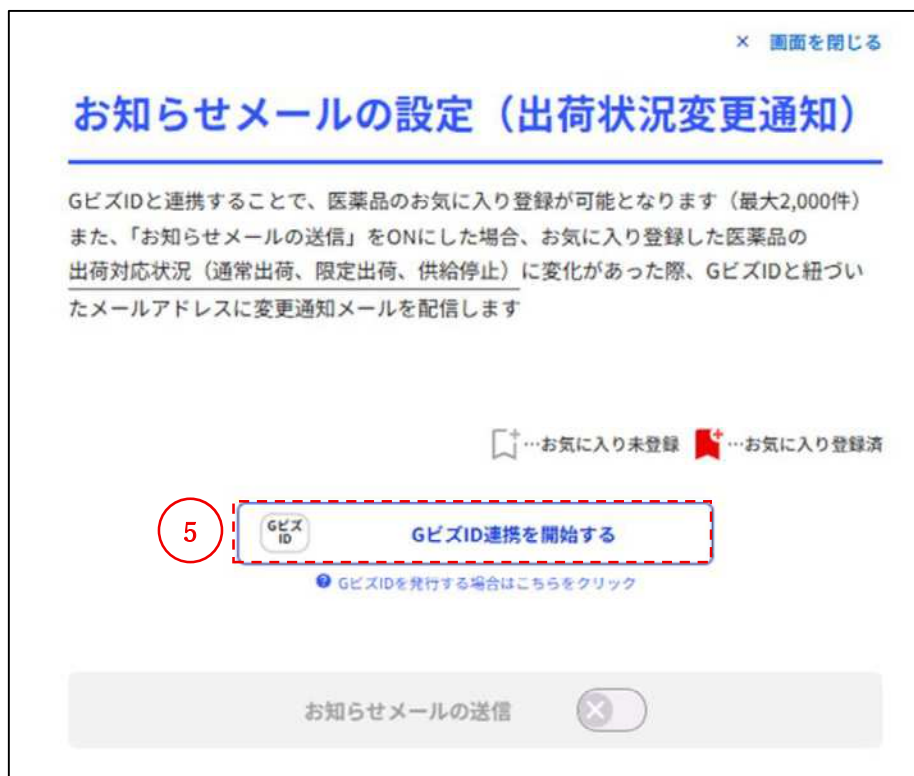 × 画面を閉じる
お知らせメールの設定（出荷状況変更通知）
GビズIDと連携することで、医薬品のお気に入り登録が可能となります（最大2,000件）
また、「お知らせメールの送信」をONにした場合、お気に入り登録した医薬品の
出荷対応状況（通常出荷、限定出荷、供給停止）に変化があった際、GビズIDと紐づい
たメールアドレスに変更通知メールを配信します
…お気に入り未登録 …お気に入り登録済
5
Gビズ
ID
GビズID連携を開始する
? GビズIDを発行する場合はこちらをクリック
お知らせメールの送信